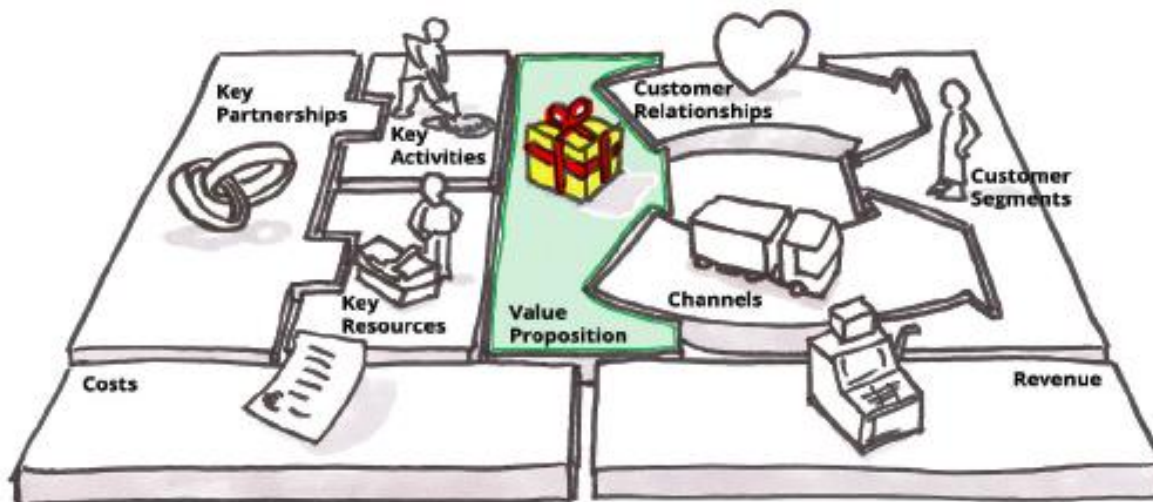 Key
Partnerships
Key
Activities
Key
Resources
Value
Proposition
Customer
Relationships
Channels
Customer
Segments
Costs
Revenue